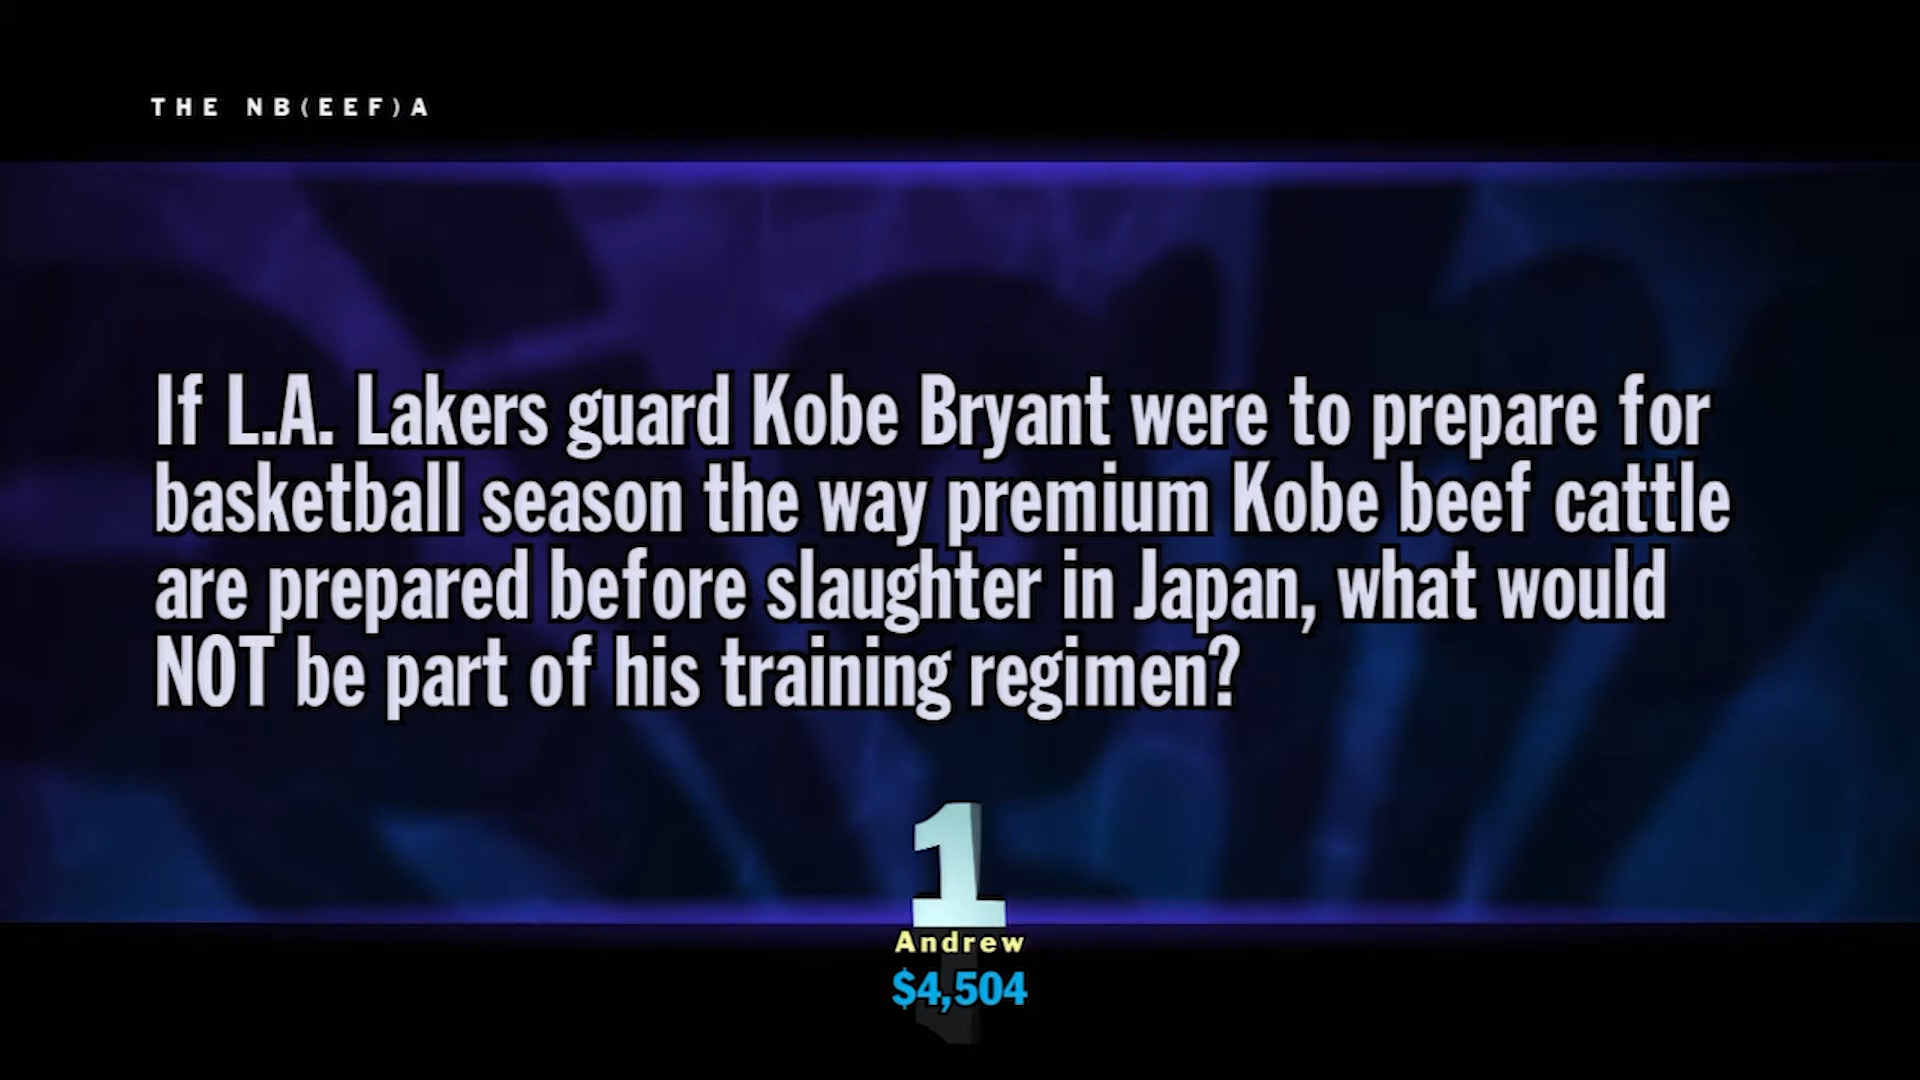 THE NB(EEF)A
If L.A. Lakers guard Kobe Bryant were to prepare for
basketball season the way premium Kobe beef cattle
are prepared before slaughter in Japan, what would
NOT be part of his training regimen?
1
Andrew
$4,504